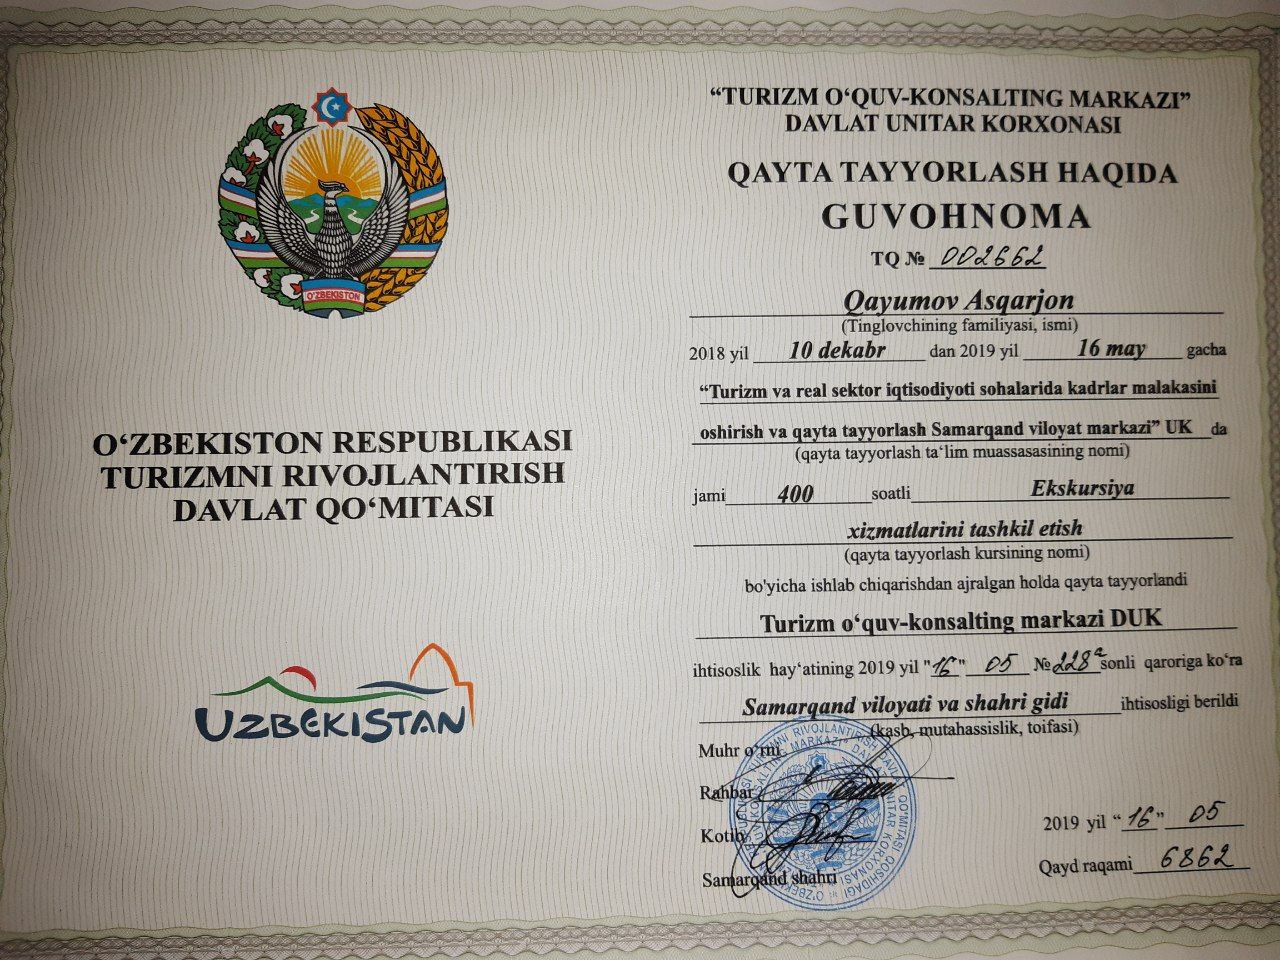 O‘ZBEKISTON
O‘ZBEKISTON RESPUBLIKASI
TURIZMNI RIVOJLANTIRISH
DAVLAT QO‘MITASI
UZBEKISTAN
“TURIZM O‘QUV-KONSALTING MARKAZI”
DAVLAT UNITAR KORXONASI
QAYTA TAYYORLASH HAQIDA
GUVOHNOMA
TQ № 002662
Qayumov Asqarjon
(Tinglovchining familiyasi, ismi)
2018 yil 10 dekabr dan 2019 yil 16 may gacha
“Turizm va real sektor iqtisodiyoti sohalarida kadrlar malakasini
oshirish va qayta tayyorlash Samarqand viloyat markazi” UK da
(qayta tayyorlash ta‘lim muassasasining nomi)
jami 400 soatli Ekskursiya
xizmatlarini tashkil etish
(qayta tayyorlash kursining nomi)
bo'yicha ishlab chiqarishdan ajralgan holda qayta tayyorlandi
Turizm o‘quv-konsalting markazi DUK
ihtisoslik hay‘atining 2019 yil "16" 05 №228a sonli qaroriga ko‘ra
Samarqand viloyati va shahri gidi ihtisosligi berildi
(kasb, mutahassislik, toifasi)
Muhr o‘rni
Rahbar
Kotib
Samarqand shahri
2019 yil “16” 05
Qayd raqami 6862